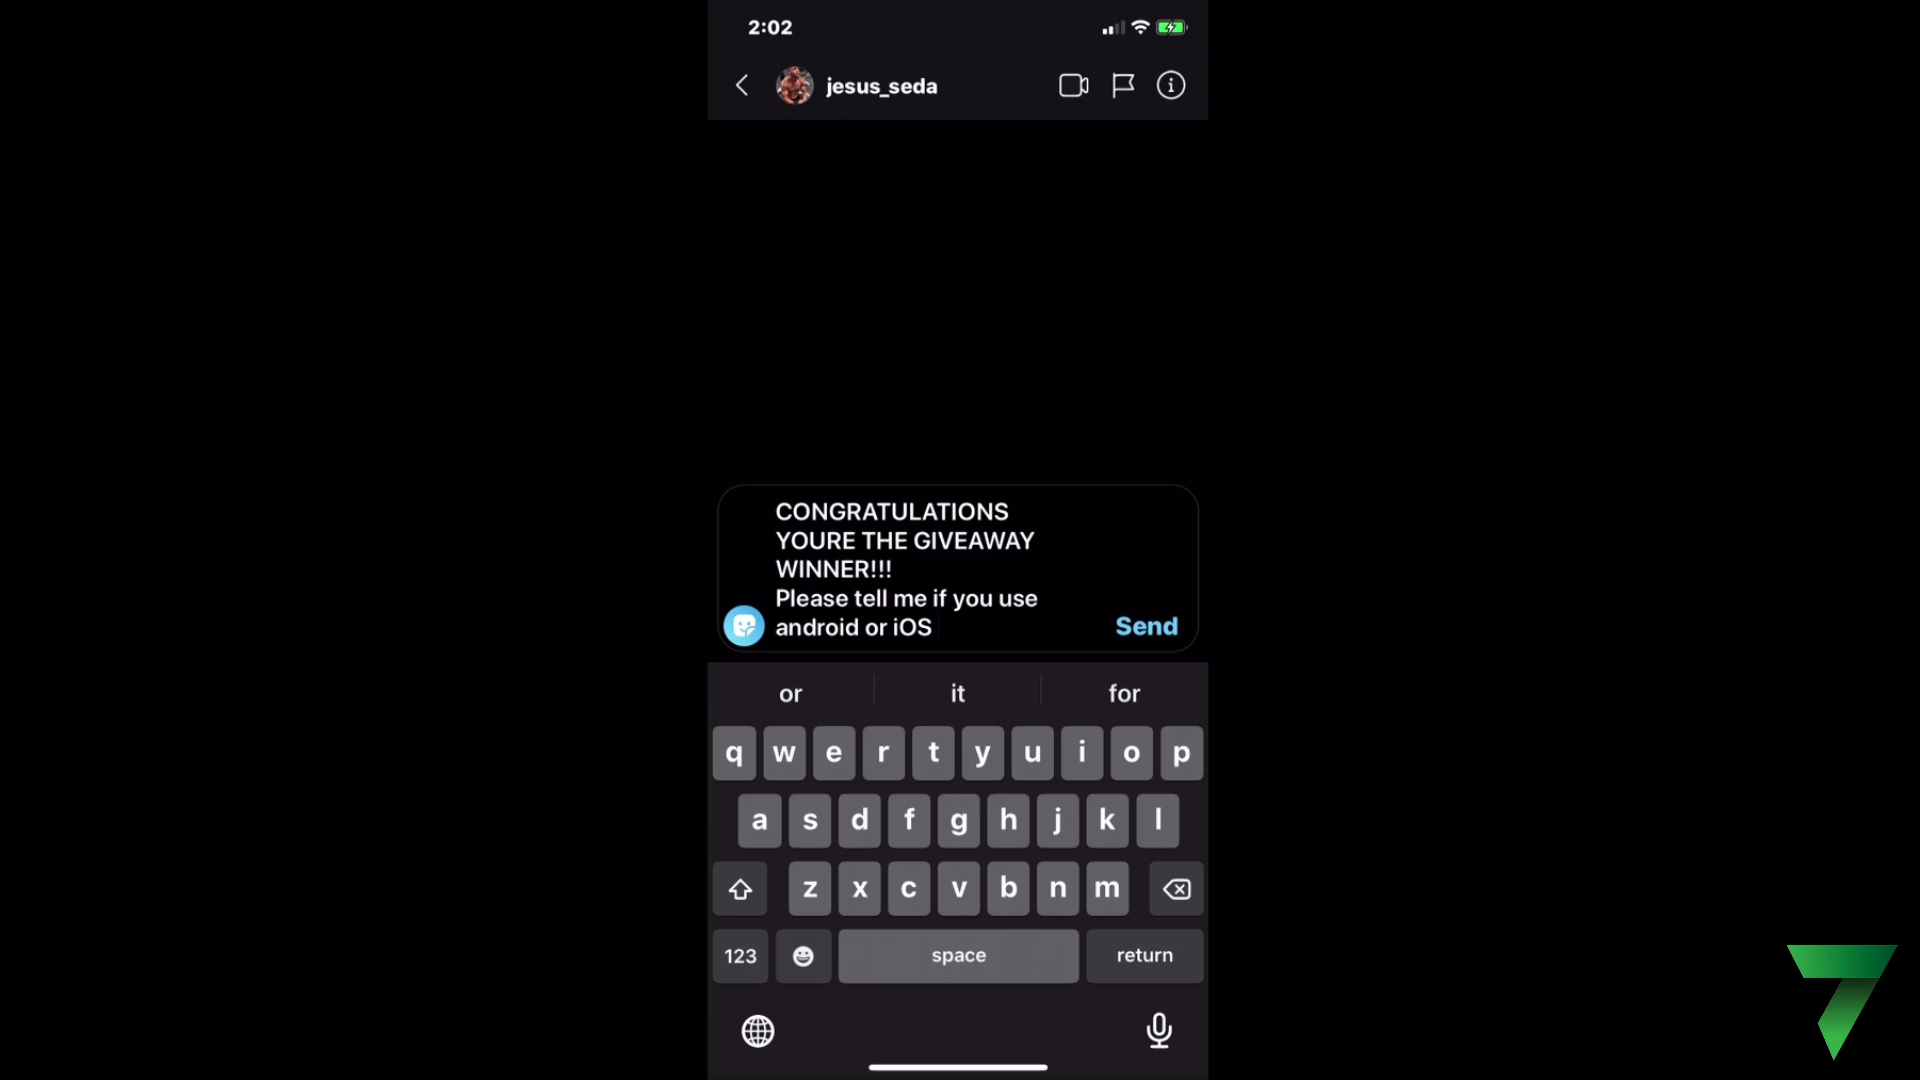 2:02
jesus_seda
CONGRATULATIONS
YOURE THE GIVEAWAY
WINNER!!!
Please tell me if you use
android or iOS
Send
or it for
q w e r t y u i o p
a s d f g h j k l
z x c v b n m
123 space return